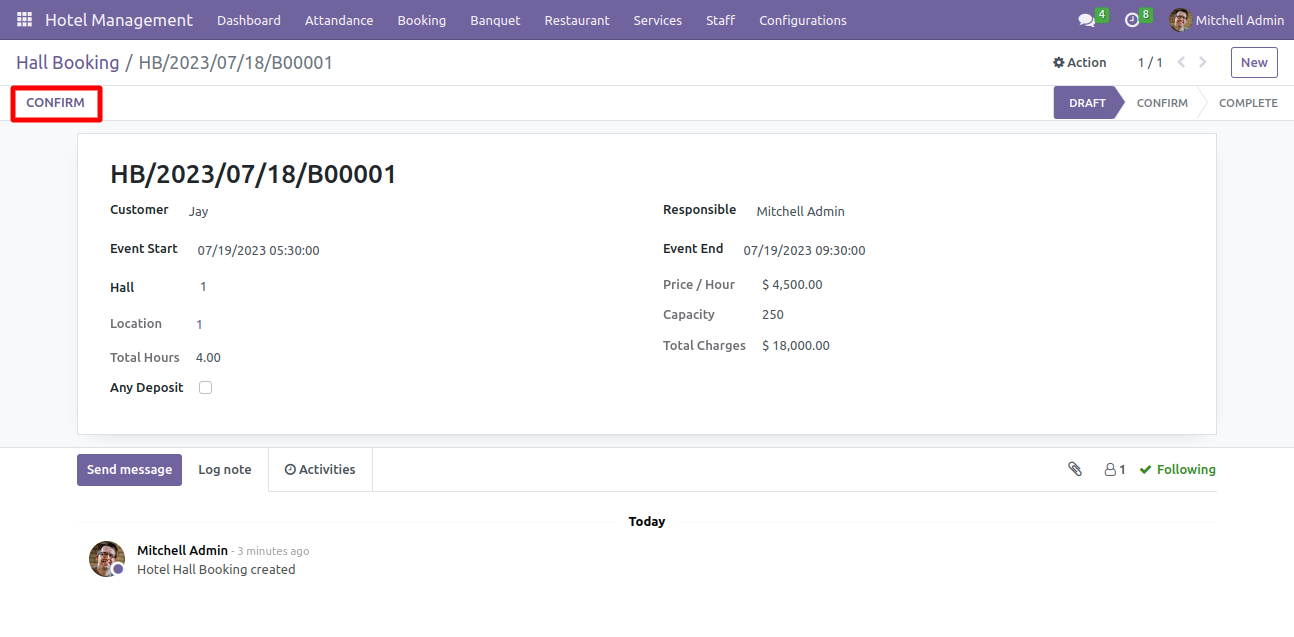 Hotel Management Dashboard Attendance Booking Banquet Restaurant Services Staff Configurations 4 8 Mitchell Admin
Hall Booking / HB/2023/07/18/B00001 Action 1 / 1 New
CONFIRM DRAFT CONFIRM COMPLETE
HB/2023/07/18/B00001
Customer Jay Responsible Mitchell Admin
Event Start 07/19/2023 05:30:00 Event End 07/19/2023 09:30:00
Hall 1 Price / Hour $ 4,500.00
Location 1 Capacity 250
Total Hours 4.00 Total Charges $ 18,000.00
Any Deposit
Send message Log note Activities 1 Following
Today
Mitchell Admin - 3 minutes ago
Hotel Hall Booking created